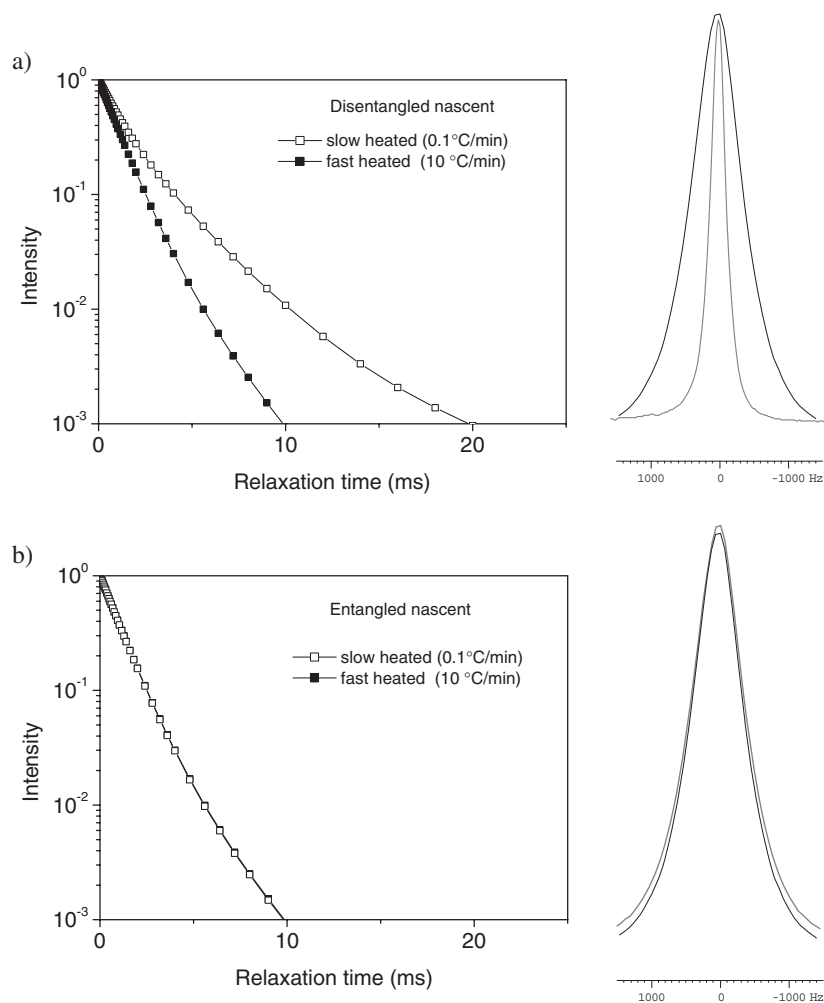 a)
10^0
10^-1
10^-2
10^-3
Intensity
Disentangled nascent
slow heated (0.1°C/min)
fast heated (10 °C/min)
0 10 20
Relaxation time (ms)
1000 0 -1000 Hz
b)
10^0
10^-1
10^-2
10^-3
Intensity
Entangled nascent
slow heated (0.1°C/min)
fast heated (10 °C/min)
0 10 20
Relaxation time (ms)
1000 0 -1000 Hz